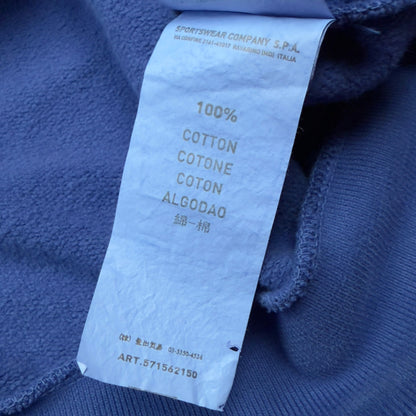 SPORTSWEAR COMPANY S.P.A.
100%
COTTON
COTONE
COTON
ALGODAO
綿-棉
ART.571562150